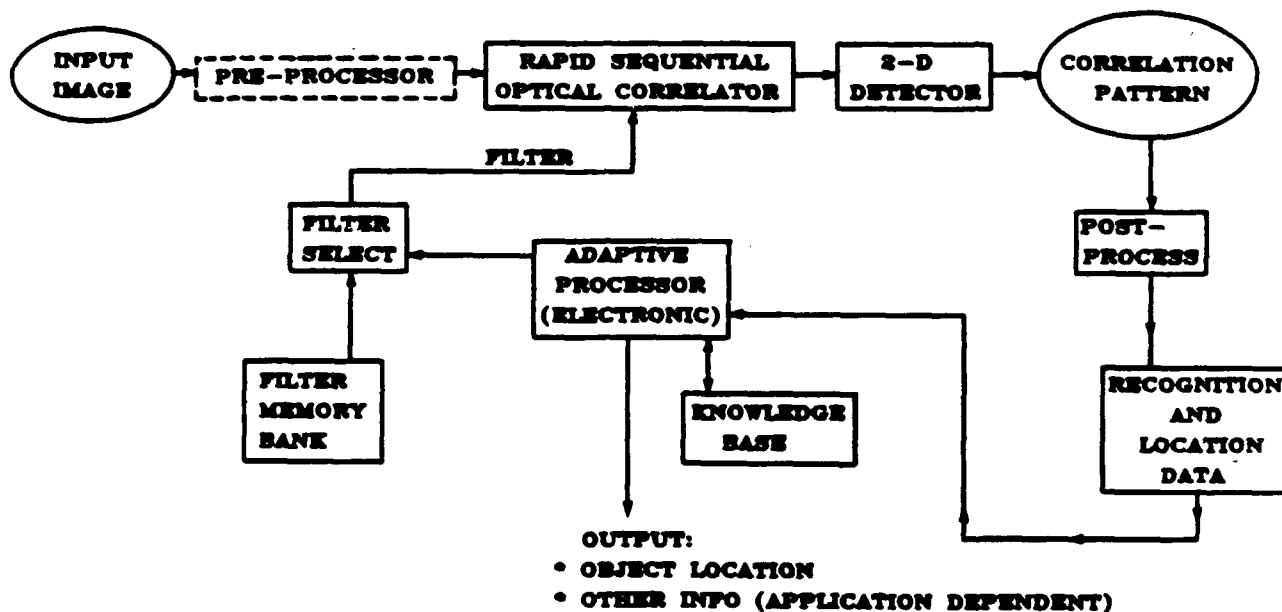 INPUT
IMAGE
PRE-PROCESSOR
RAPID SEQUENTIAL
OPTICAL CORRELATOR
2-D
DETECTOR
CORRELATION
PATTERN
FILTER
FILTER
SELECT
ADAPTIVE
PROCESSOR
(ELECTRONIC)
POST-
PROCESS
FILTER
MEMORY
BANK
KNOWLEDGE
BASE
RECOGNITION
AND
LOCATION
DATA
OUTPUT:
* OBJECT LOCATION
* OTHER INFO (APPLICATION DEPENDENT)